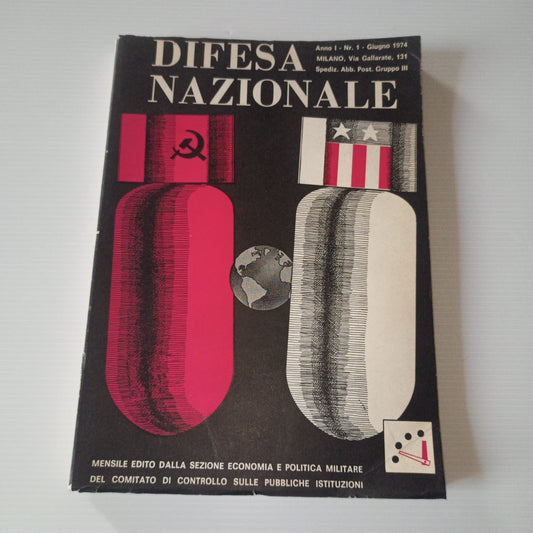 DIFESA
NAZIONALE
Anno I - Nr. 1 - Giugno 1974
MILANO, Via Gallarate, 131
Spediz. Abb. Post. Gruppo III
MENSILE EDITO DALLA SEZIONE ECONOMIA E POLITICA MILITARE
DEL COMITATO DI CONTROLLO SULLE PUBBLICHE ISTITUZIONI